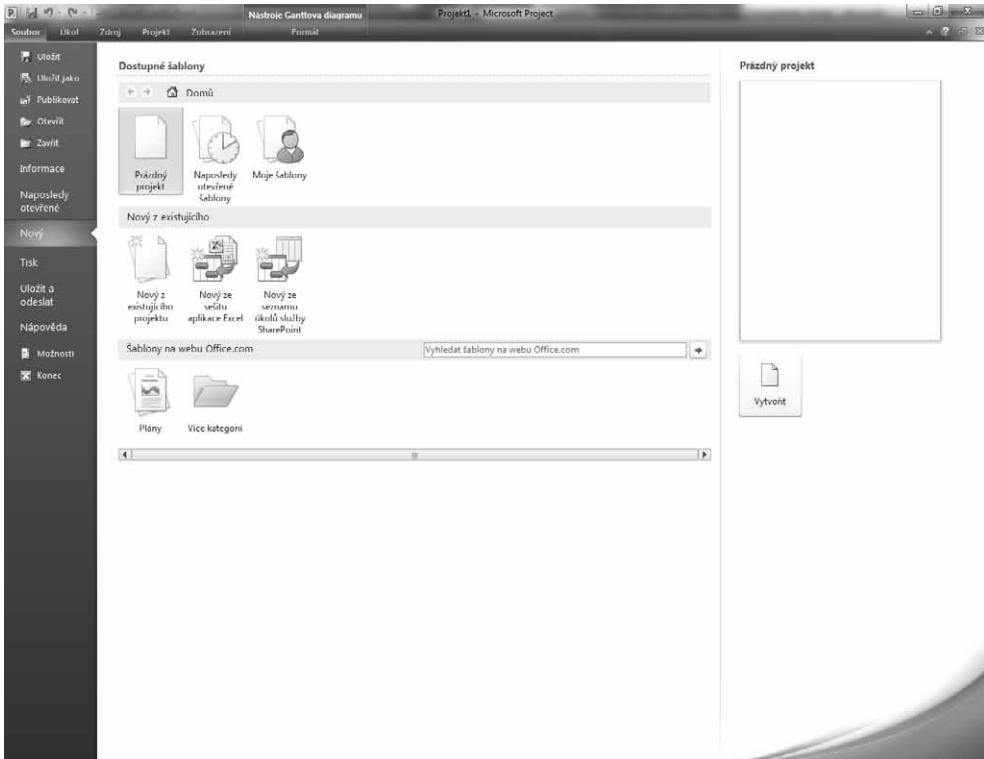 Nástroje Ganttova diagramu
Projekt1 - Microsoft Project
Soubor Úkol Zdroj Projekt Zobrazení Formát
Uložit
Uložit jako
Publikovat
Otevřít
Zavřít
Informace
Naposledy
otevřené
Nový
Tisk
Uložit a
odeslat
Nápověda
Možnosti
Konec
Dostupné šablony
Domů
Prázdný
projekt
Naposledy
otevřené
šablony
Moje šablony
Nový z existujícího
Nový z
existujícího
projektu
Nový ze
sešitu
aplikace Excel
Nový ze
seznamu
úkolů služby
SharePoint
Šablony na webu Office.com
Vyhledat šablony na webu Office.com
Plány
Více kategorií
Prázdný projekt
Vytvořit